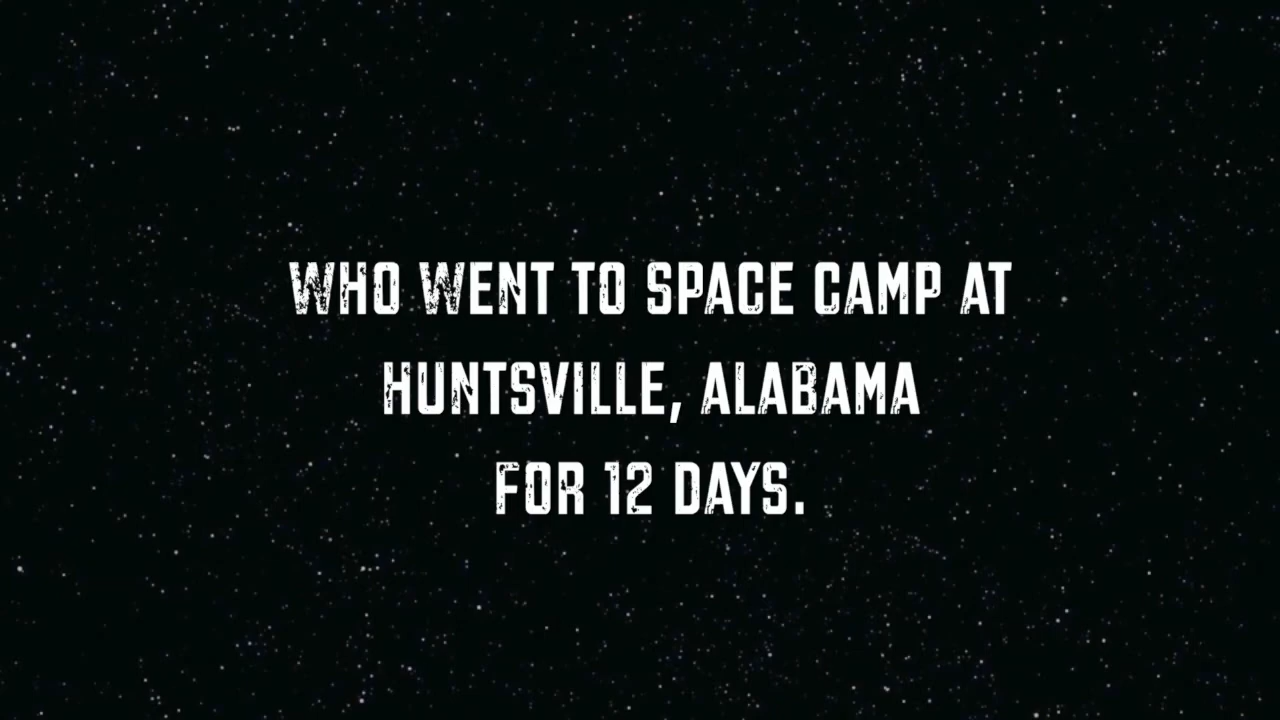 WHO WENT TO SPACE CAMP AT
HUNTSVILLE, ALABAMA
FOR 12 DAYS.